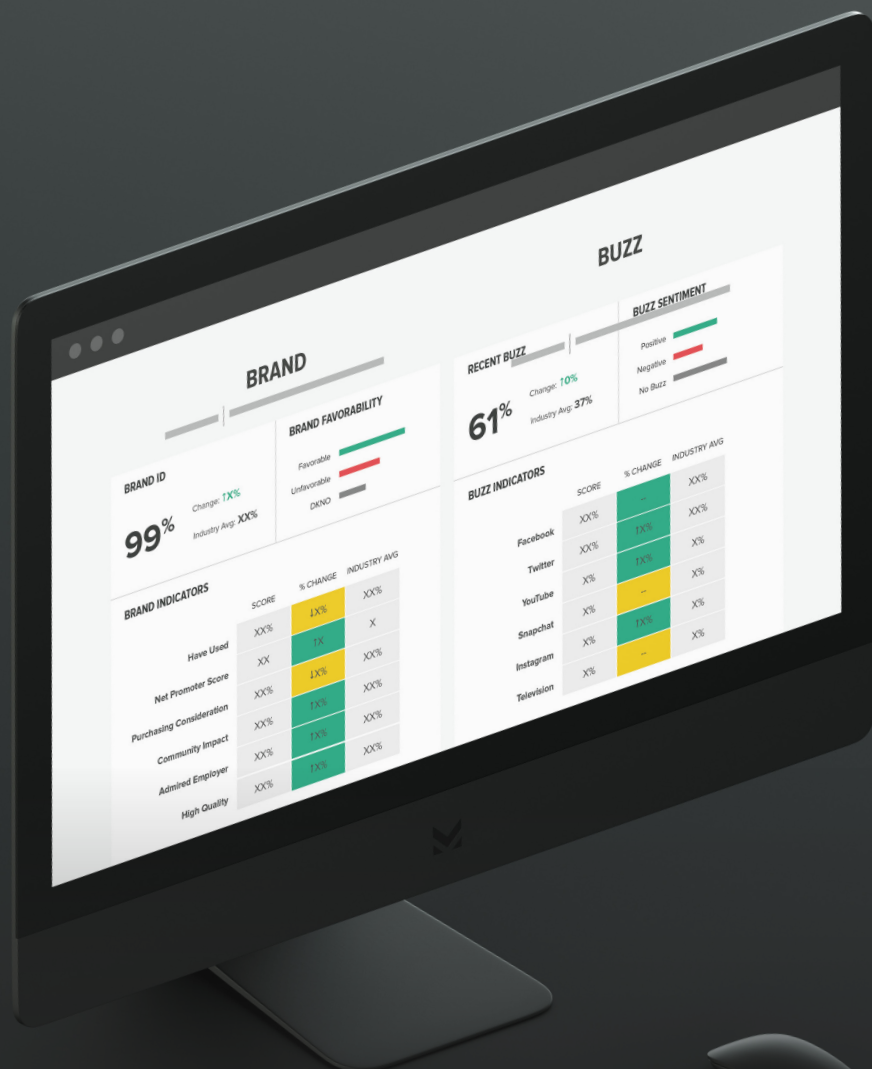 BRAND
BRAND ID
99%
Change: ↑X%
Industry Avg: XX%
BRAND FAVORABILITY
Favorable
Unfavorable
DKNO
BRAND INDICATORS
SCORE % CHANGE INDUSTRY AVG
Have Used XX% ↓X% XX%
Net Promoter Score XX ↑X X
Purchasing Consideration XX% ↓X% XX%
Community Impact XX% ↑X% XX%
Admired Employer XX% ↑X% XX%
High Quality XX% ↑X% XX%
BUZZ
RECENT BUZZ
61%
Change: ↑0%
Industry Avg: 37%
BUZZ SENTIMENT
Positive
Negative
No Buzz
BUZZ INDICATORS
SCORE % CHANGE INDUSTRY AVG
Facebook XX% -- XX%
Twitter XX% ↑X% XX%
YouTube X% ↑X% X%
Snapchat X% -- X%
Instagram X% ↑X% X%
Television X% -- X%